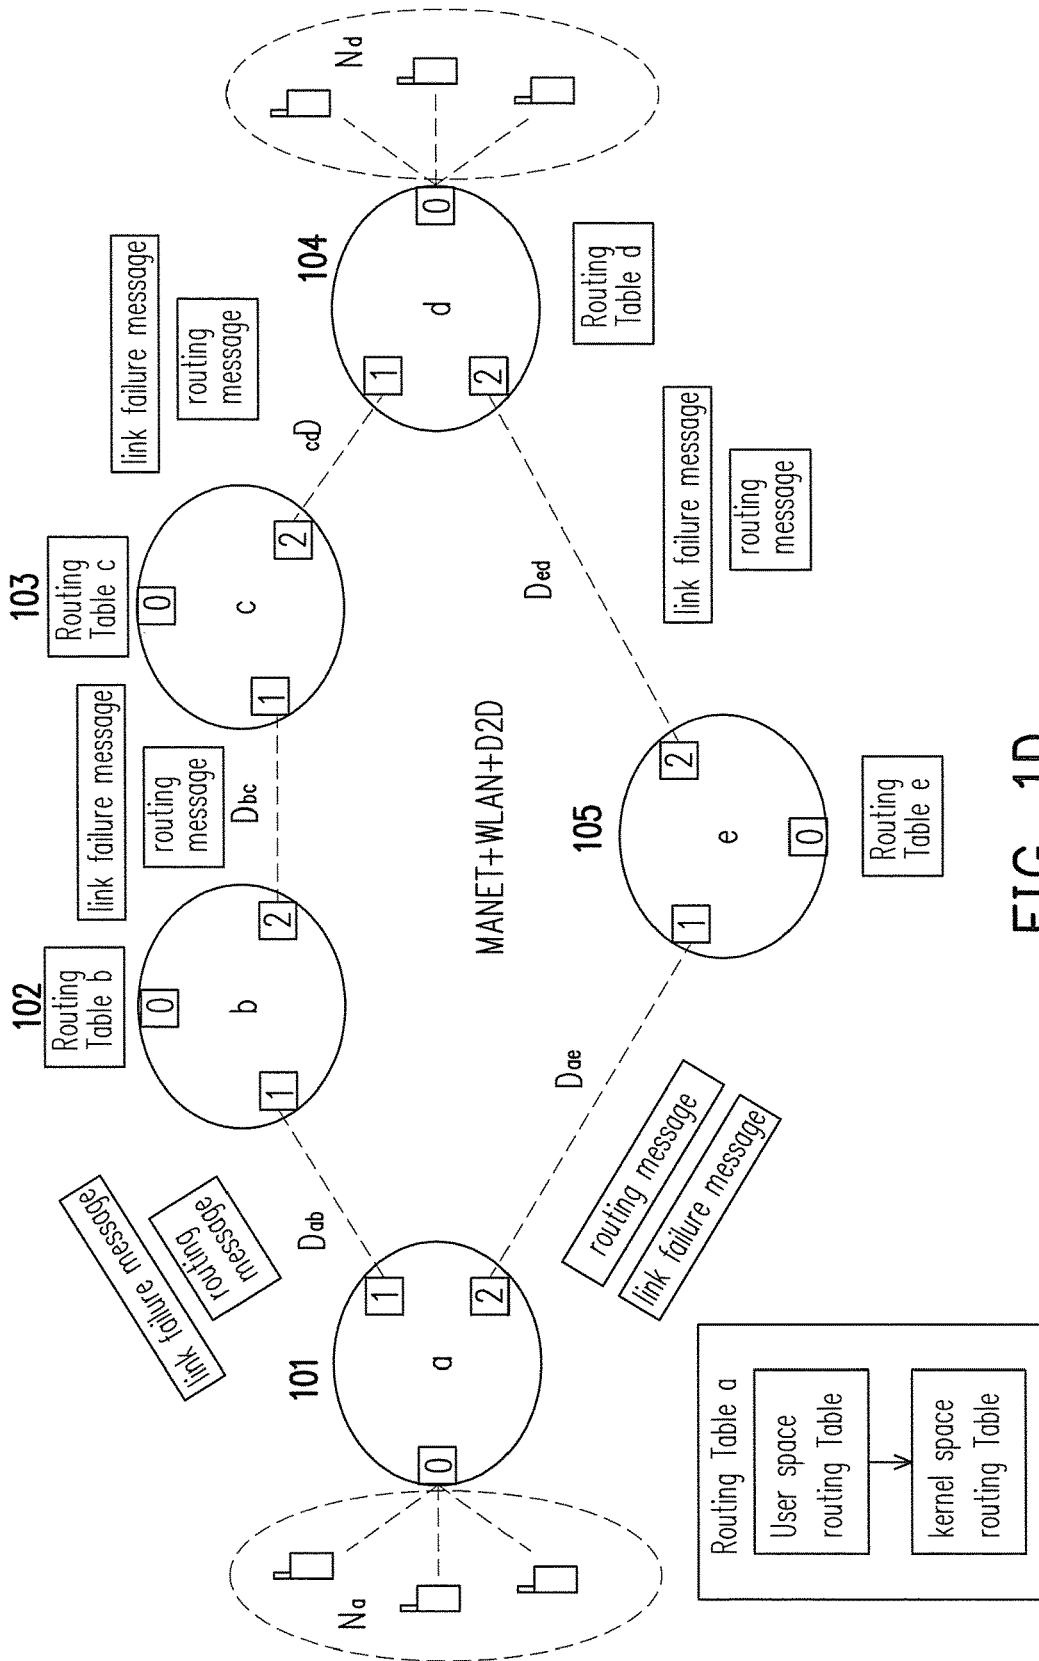 102
Routing
Table b
link failure message
routing
message
Dbc
103
Routing
Table c
link failure message
routing
message
cdD
104
link failure message
routing
message
Dab
0
b
1
2
0
c
1
2
101
Na
0
a
1
2
1
d
2
0
Nd
Routing
Table d
MANET+WLAN+D2D
Dae
routing message
link failure message
105
1
e
2
0
Routing
Table e
Ded
link failure message
routing
message
Routing Table a
User space
routing Table
kernel space
routing Table
FIG. 1D